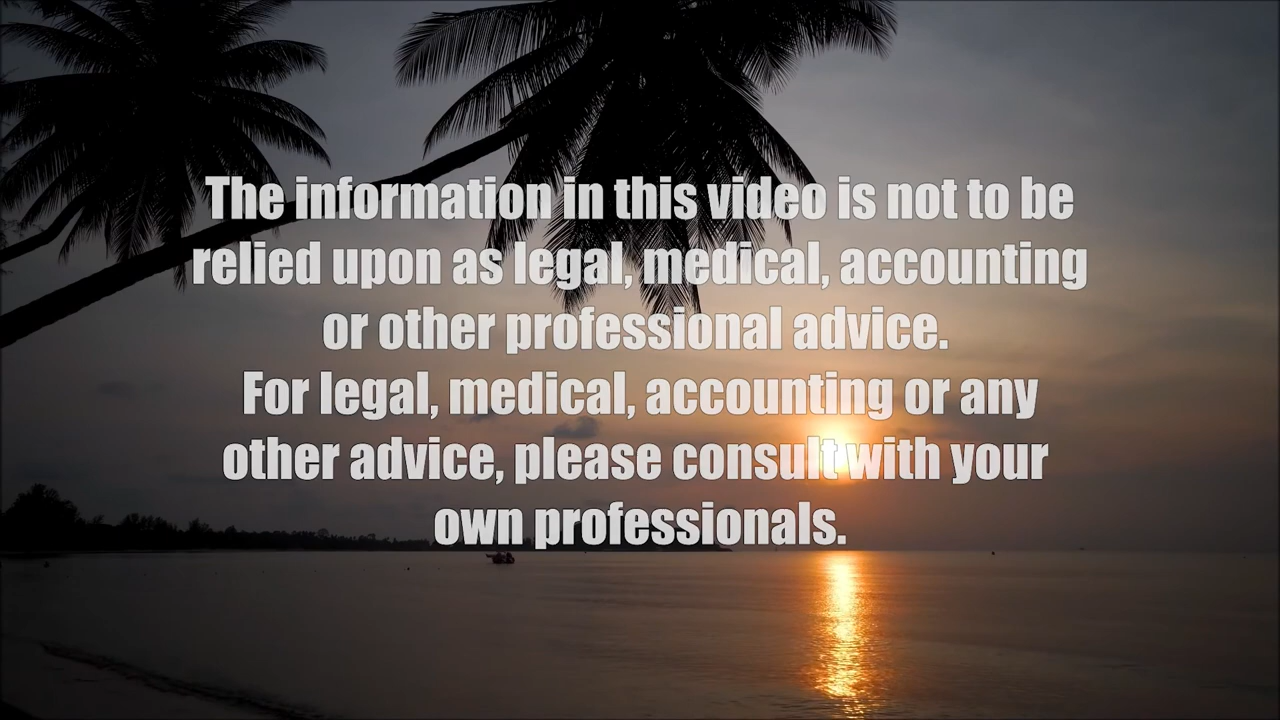 The information in this video is not to be
relied upon as legal, medical, accounting
or other professional advice.
For legal, medical, accounting or any
other advice, please consult with your
own professionals.